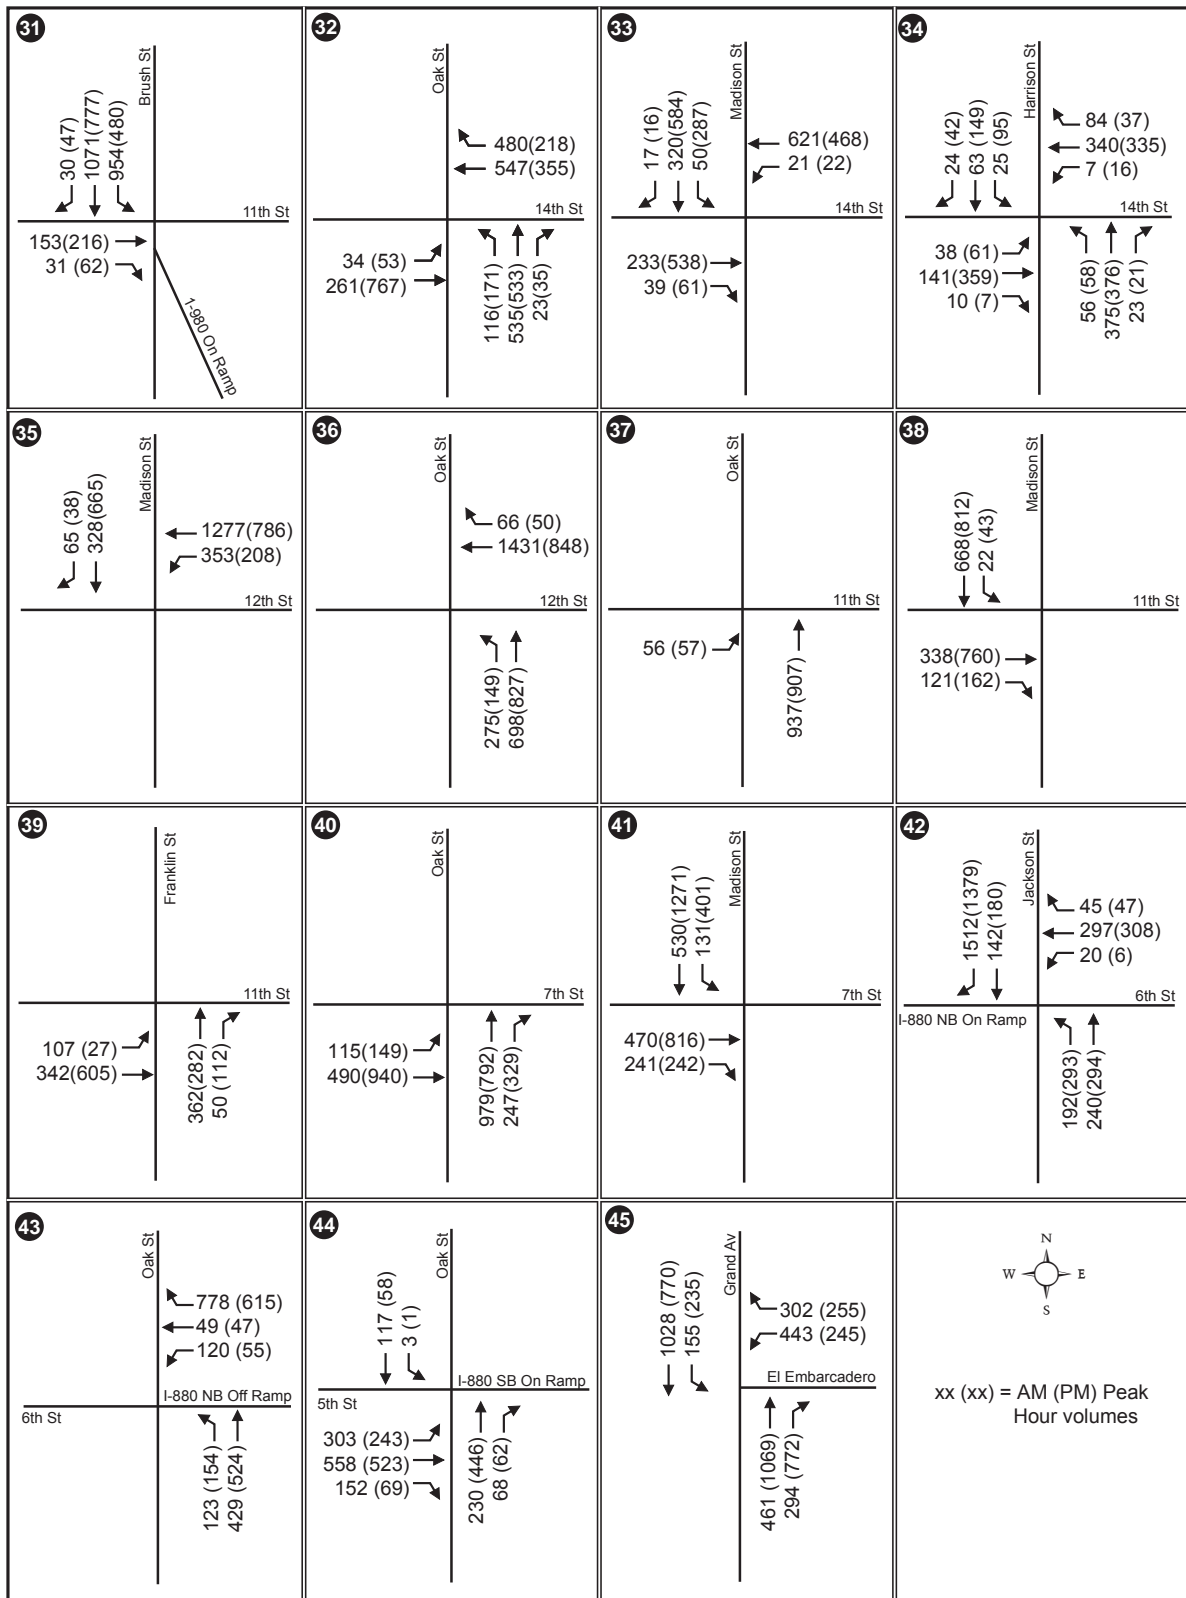 31
Brush St
30 (47)
1071(777)
954(480)
11th St
153(216)
31 (62)
1-980 On Ramp
32
Oak St
480(218)
547(355)
14th St
34 (53)
261(767)
116(171)
535(533)
23(35)
33
Madison St
17 (16)
320(584)
50(287)
621(468)
21 (22)
14th St
233(538)
39 (61)
34
Harrison St
24 (42)
63 (149)
25 (95)
84 (37)
340(335)
7 (16)
14th St
38 (61)
141(359)
10 (7)
56 (58)
375(376)
23 (21)
35
Madison St
65 (38)
328(665)
1277(786)
353(208)
12th St
36
Oak St
66 (50)
1431(848)
12th St
275(149)
698(827)
37
Oak St
11th St
56 (57)
937(907)
38
Madison St
668(812)
22 (43)
11th St
338(760)
121(162)
39
Franklin St
11th St
107 (27)
342(605)
362(282)
50 (112)
40
Oak St
7th St
115(149)
490(940)
979(792)
247(329)
41
Madison St
530(1271)
131(401)
7th St
470(816)
241(242)
42
Jackson St
1512(1379)
142(180)
45 (47)
297(308)
20 (6)
6th St
I-880 NB On Ramp
192(293)
240(294)
43
Oak St
778 (615)
49 (47)
120 (55)
I-880 NB Off Ramp
6th St
123 (154)
429 (524)
44
Oak St
117 (58)
3 (1)
I-880 SB On Ramp
5th St
303 (243)
558 (523)
152 (69)
230 (446)
68 (62)
45
Grand Av
1028 (770)
155 (235)
302 (255)
443 (245)
El Embarcadero
461 (1069)
294 (772)
N
W
E
S
xx (xx) = AM (PM) Peak
Hour volumes